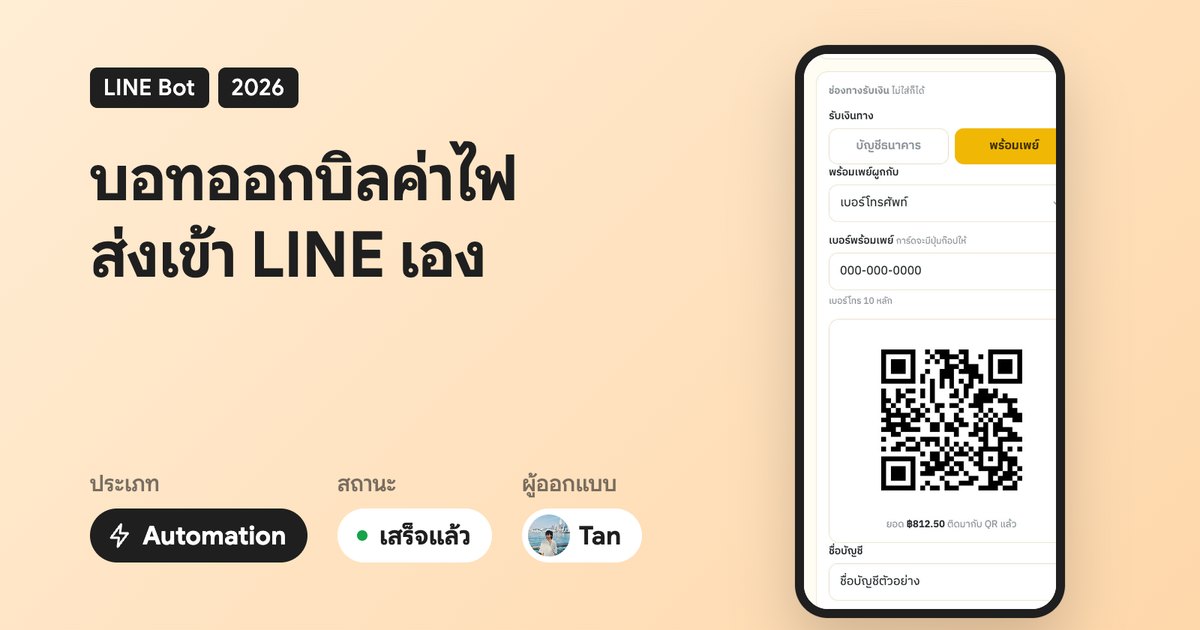 LINE Bot
2026
บอทออกบิลค่าไฟ
ส่งเข้า LINE เอง
ประเภท
Automation
สถานะ
เสร็จแล้ว
ผู้ออกแบบ
Tan
ช่องทางรับเงิน ไม่ใส่ก็ได้
รับเงินทาง
บัญชีธนาคาร
พร้อมเพย์
พร้อมเพย์ผูกกับ
เบอร์โทรศัพท์
เบอร์พร้อมเพย์ การ์ดจะมีปุ่มก๊อปให้
000-000-0000
เบอร์โทร 10 หลัก
ยอด ฿812.50 ติดมากับ QR แล้ว
ชื่อบัญชี
ชื่อบัญชีตัวอย่าง